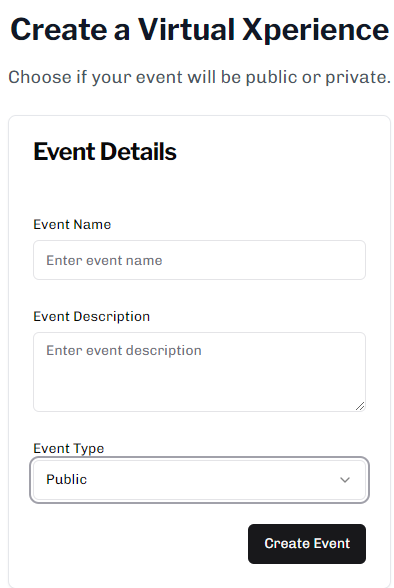 Create a Virtual Xperience
Choose if your event will be public or private.
Event Details
Event Name
Enter event name
Event Description
Enter event description
Event Type
Public
Create Event